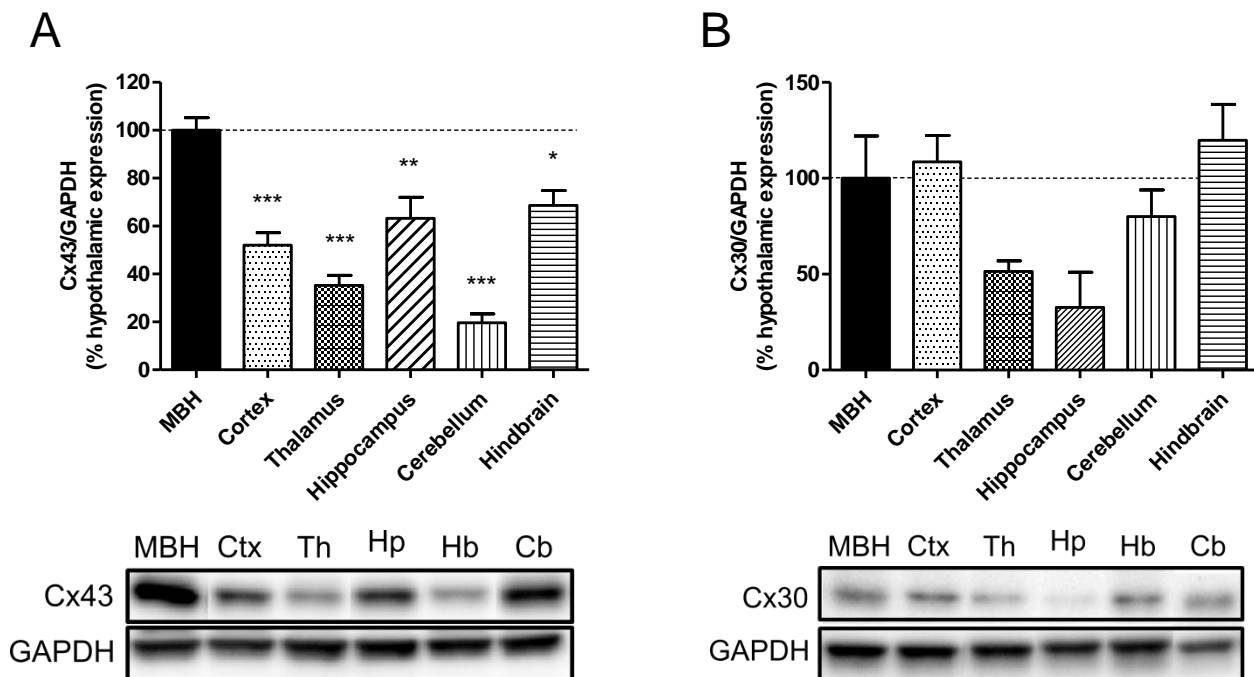 A
Cx43/GAPDH
(% hypothalamic expression)
120
100
80
60
40
20
0
***
***
**
***
*
MBH
Cortex
Thalamus
Hippocampus
Cerebellum
Hindbrain
MBH Ctx Th Hp Hb Cb
Cx43
GAPDH
B
Cx30/GAPDH
(% hypothalamic expression)
150
100
50
0
MBH
Cortex
Thalamus
Hippocampus
Cerebellum
Hindbrain
MBH Ctx Th Hp Hb Cb
Cx30
GAPDH